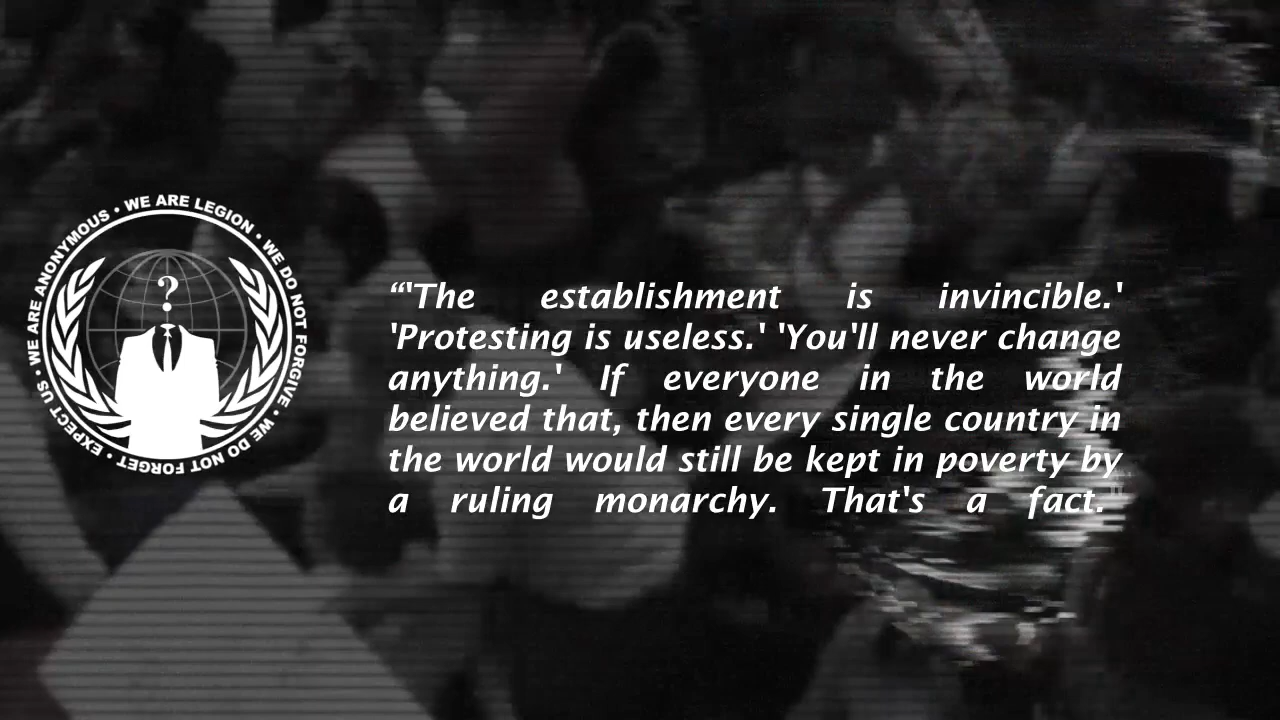 WE ARE ANONYMOUS • WE ARE LEGION • WE DO NOT FORGIVE • WE DO NOT FORGET • EXPECT US •
?
“'The establishment is invincible.'
'Protesting is useless.' 'You'll never change
anything.' If everyone in the world
believed that, then every single country in
the world would still be kept in poverty by
a ruling monarchy. That's a fact."